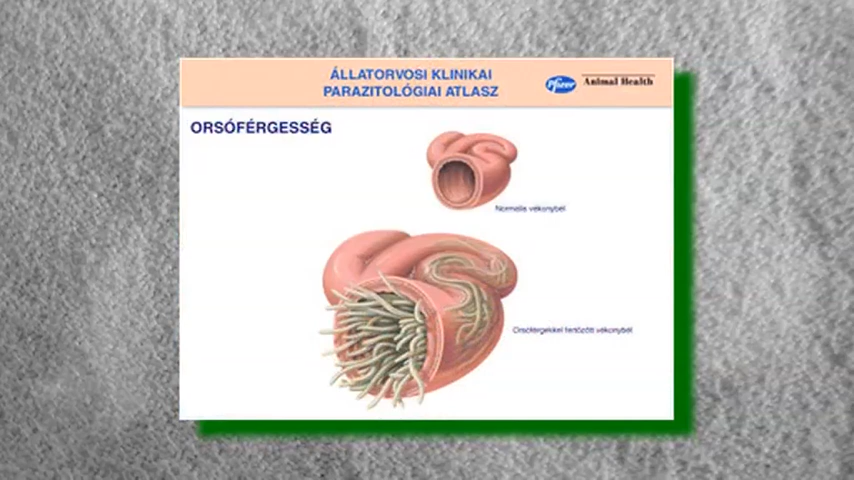 ÁLLATORVOSI KLINIKAI
PARAZITOLÓGIAI ATLASZ
Pfizer
Animal Health
ORSÓFÉRGESSÉG
Normális vékonybél
Orsóférgekkel fertőzött vékonybél